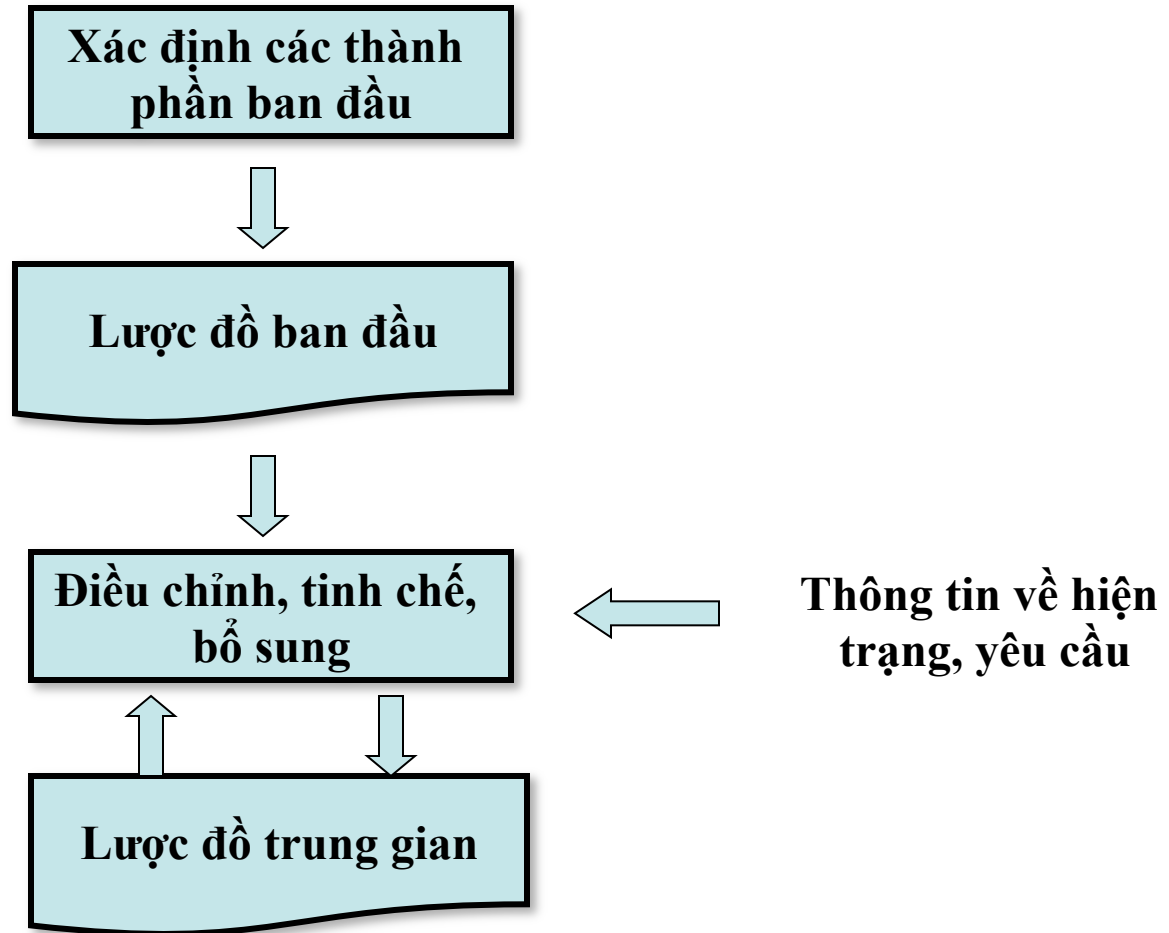 Xác định các thành
phần ban đầu
Lược đồ ban đầu
Điều chỉnh, tinh chế,
bổ sung
Thông tin về hiện
trạng, yêu cầu
Lược đồ trung gian